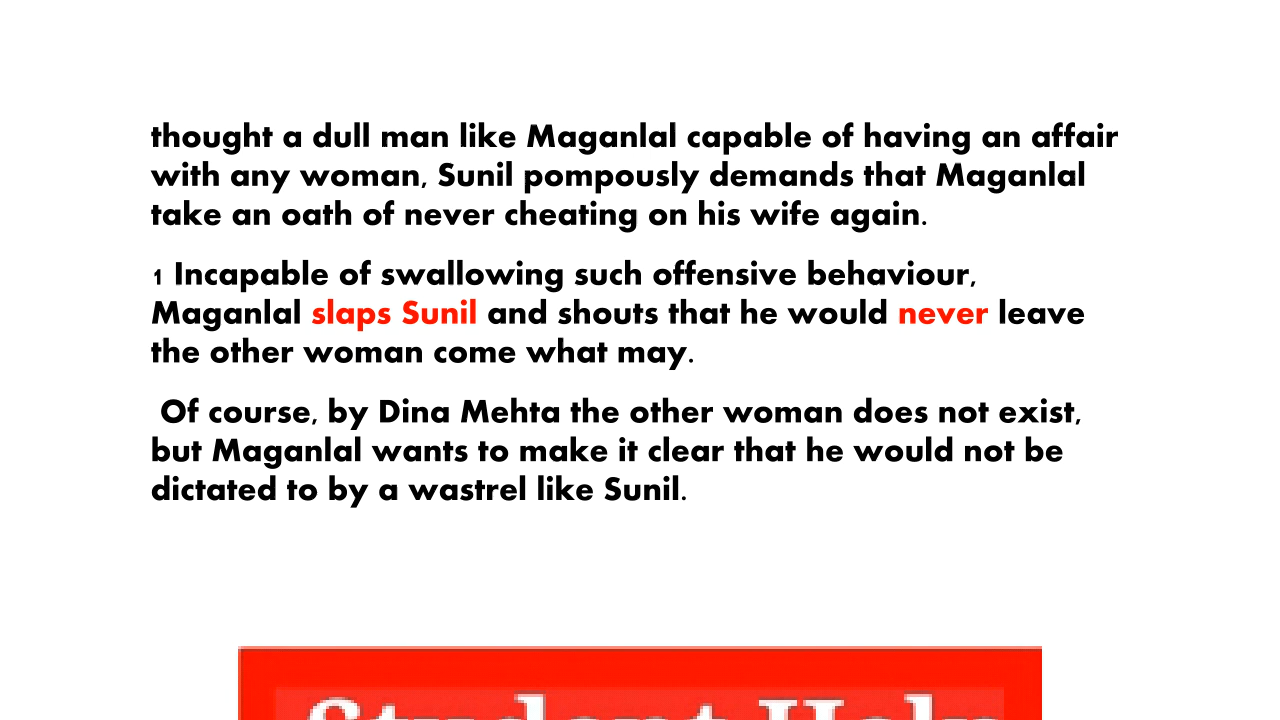 thought a dull man like Maganlal capable of having an affair
with any woman, Sunil pompously demands that Maganlal
take an oath of never cheating on his wife again.
1 Incapable of swallowing such offensive behaviour,
Maganlal slaps Sunil and shouts that he would never leave
the other woman come what may.
Of course, by Dina Mehta the other woman does not exist,
but Maganlal wants to make it clear that he would not be
dictated to by a wastrel like Sunil.
Student Help